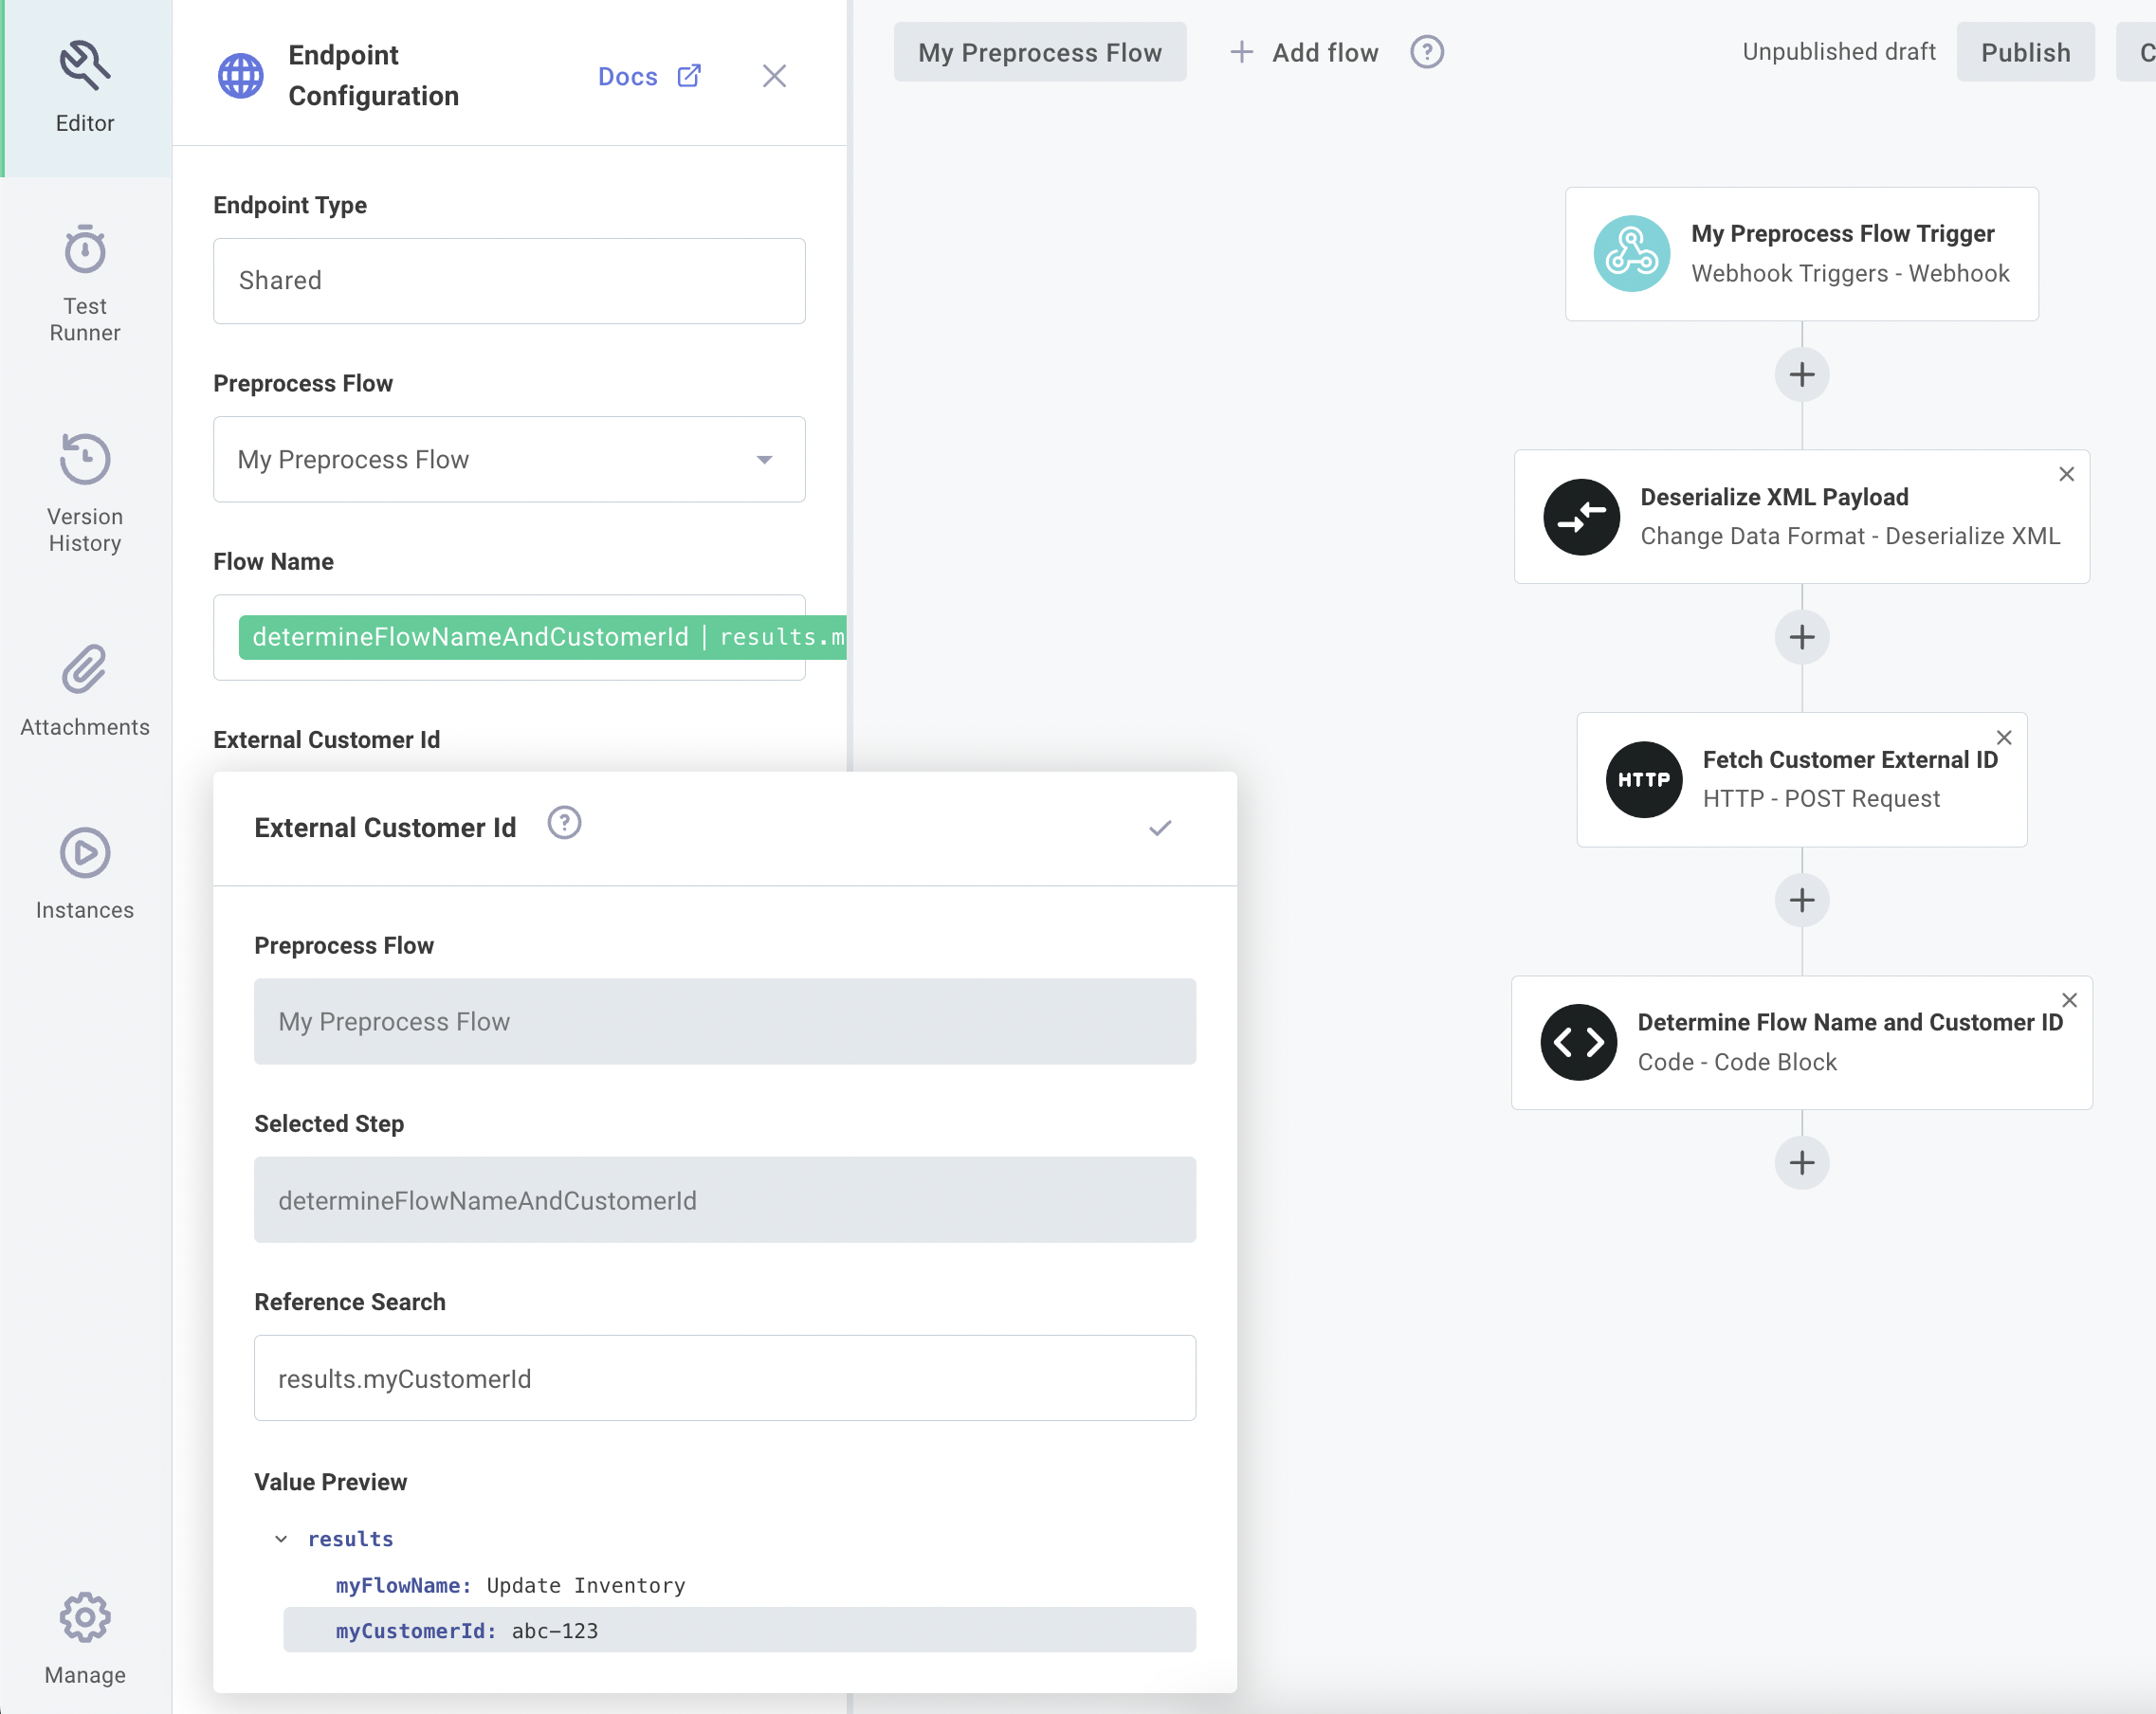 Editor
Test
Runner
Version
History
Attachments
Instances
Manage
Endpoint
Configuration
Docs
Endpoint Type
Shared
Preprocess Flow
My Preprocess Flow
Flow Name
determineFlowNameAndCustomerId | results.m
External Customer Id
External Customer Id ?
Preprocess Flow
My Preprocess Flow
Selected Step
determineFlowNameAndCustomerId
Reference Search
results.myCustomerId
Value Preview
results
myFlowName: Update Inventory
myCustomerId: abc-123
My Preprocess Flow
+ Add flow ?
Unpublished draft
Publish
My Preprocess Flow Trigger
Webhook Triggers - Webhook
Deserialize XML Payload
Change Data Format - Deserialize XML
HTTP
Fetch Customer External ID
HTTP - POST Request
Determine Flow Name and Customer ID
Code - Code Block